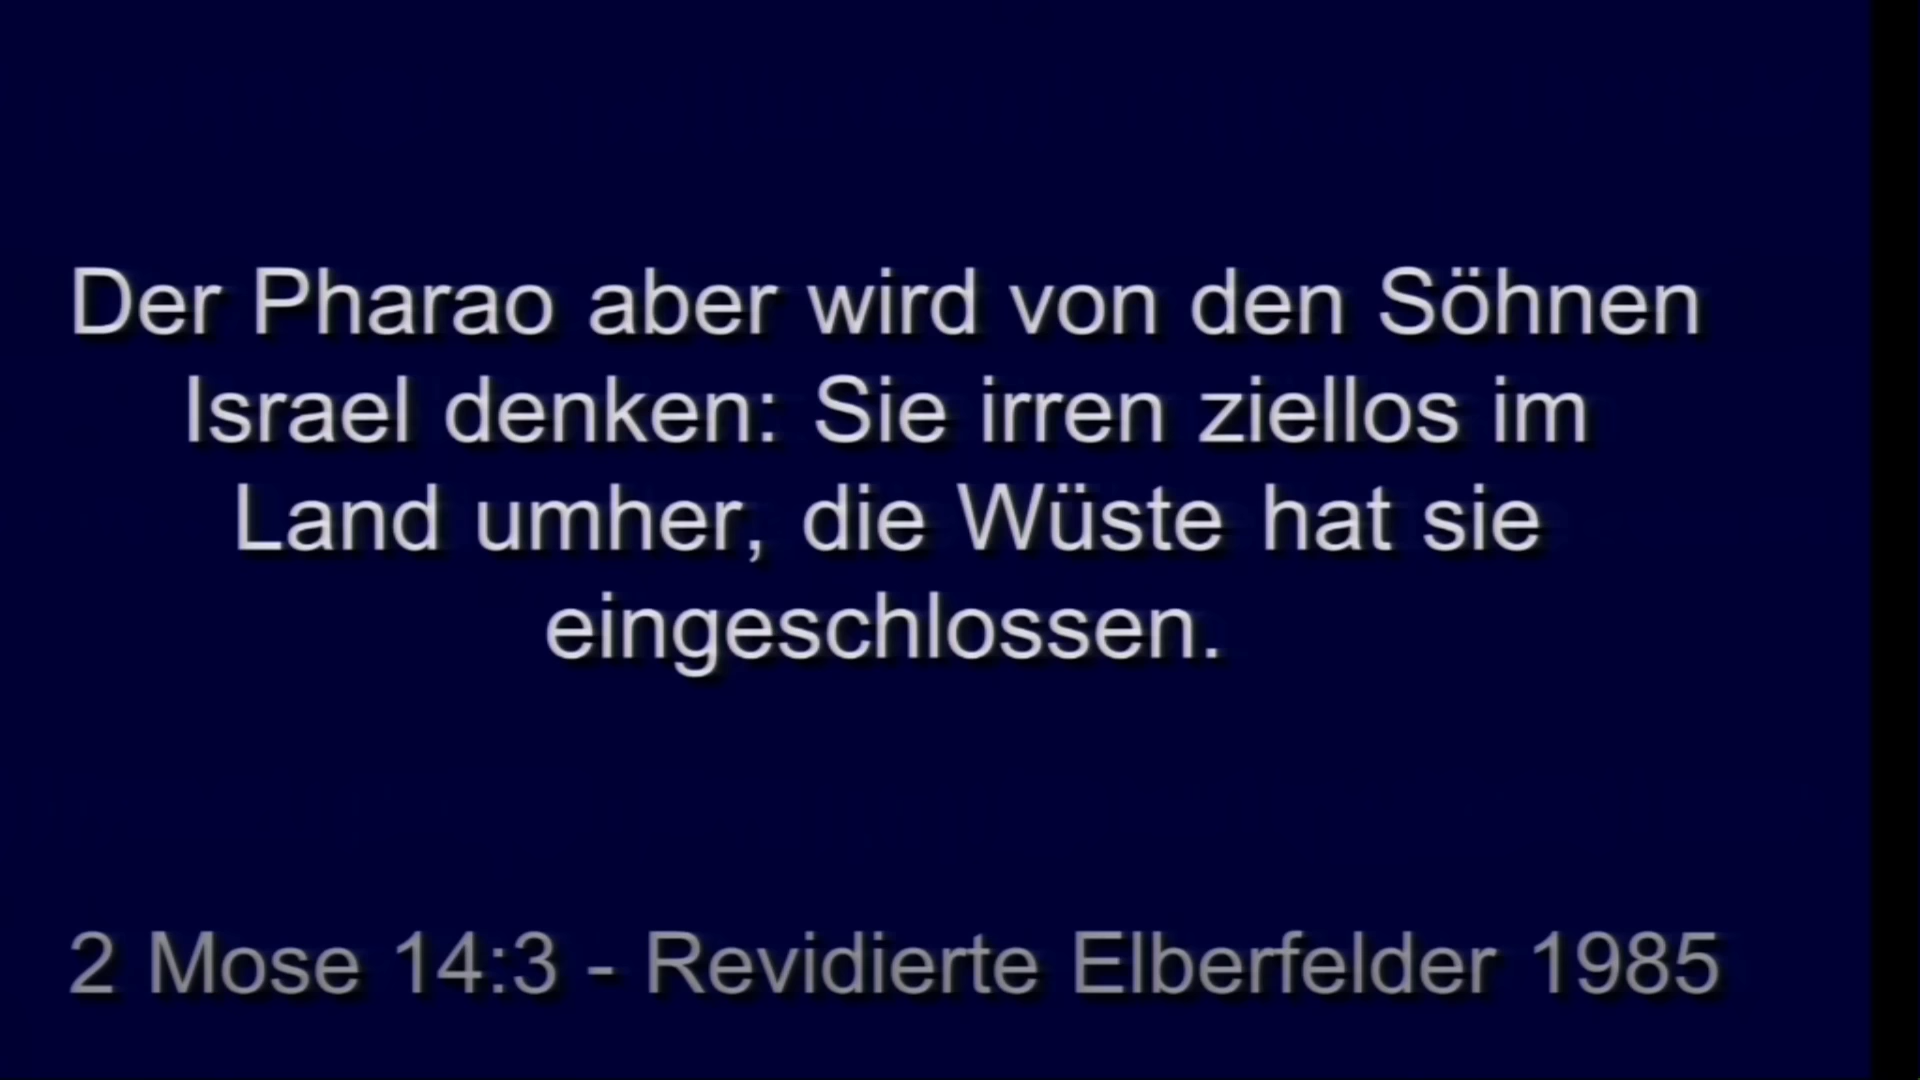 Der Pharao aber wird von den Söhnen
Israel denken: Sie irren ziellos im
Land umher, die Wüste hat sie
eingeschlossen.
2 Mose 14:3 - Revidierte Elberfelder 1985